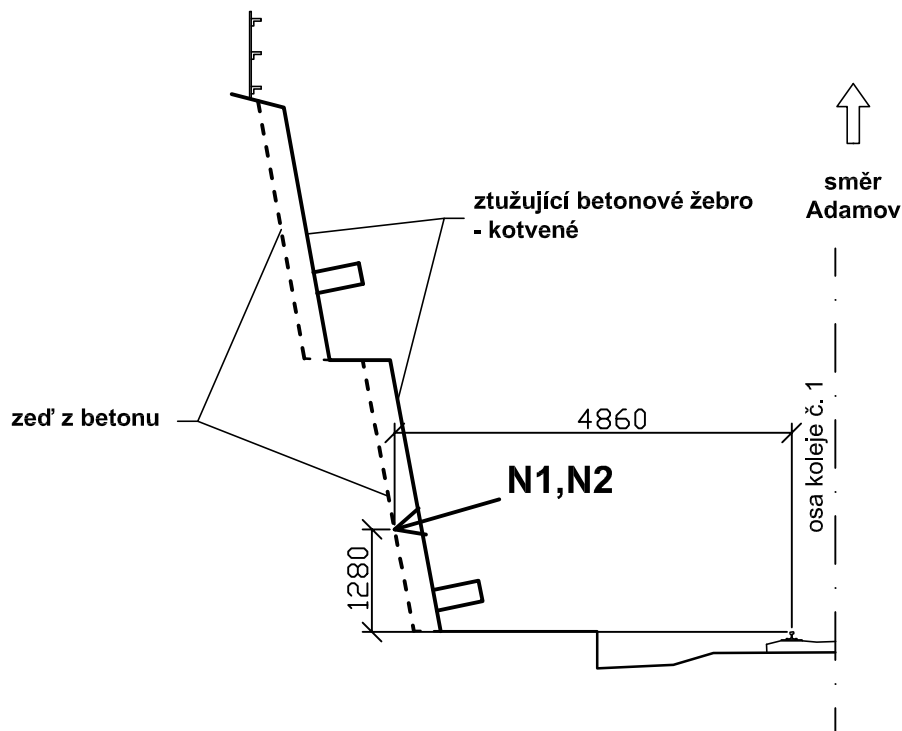 směr
Adamov
ztužující betonové žebro
- kotvené
zeď z betonu
4860
osa koleje č. 1
N1,N2
1280